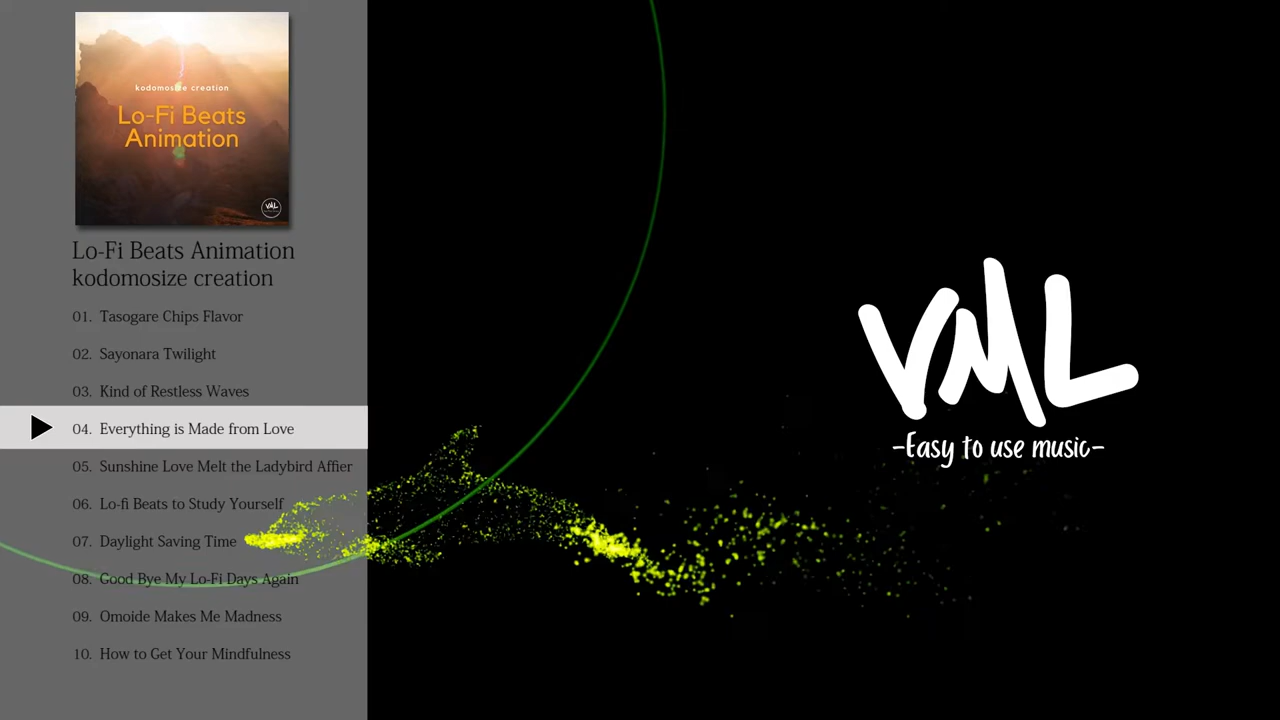 kodomosize creation
Lo-Fi Beats
Animation
VML
Lo-Fi Beats Animation
kodomosize creation
01. Tasogare Chips Flavor
02. Sayonara Twilight
03. Kind of Restless Waves
04. Everything is Made from Love
05. Sunshine Love Melt the Ladybird Affier
06. Lo-fi Beats to Study Yourself
07. Daylight Saving Time
08. Good Bye My Lo-Fi Days Again
09. Omoide Makes Me Madness
10. How to Get Your Mindfulness
VML
-Easy to use music-